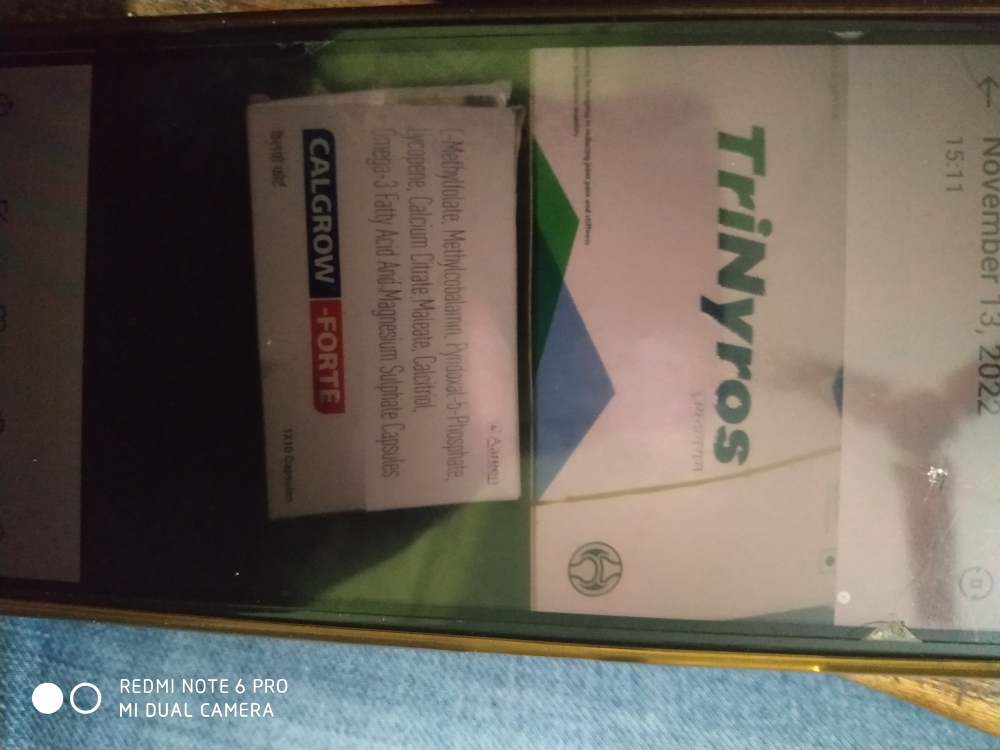 November 13, 2022
15:11
TriNyros
L-Methylfolate, Methylcobalamin, Pyridoxal-5-Phosphate,
Lycopene, Calcium Citrate Maleate, Calcitriol,
Omega-3 Fatty Acid And Magnesium Sulphate Capsules
CALGROW -FORTE
1X10 Capsules
REDMI NOTE 6 PRO
MI DUAL CAMERA